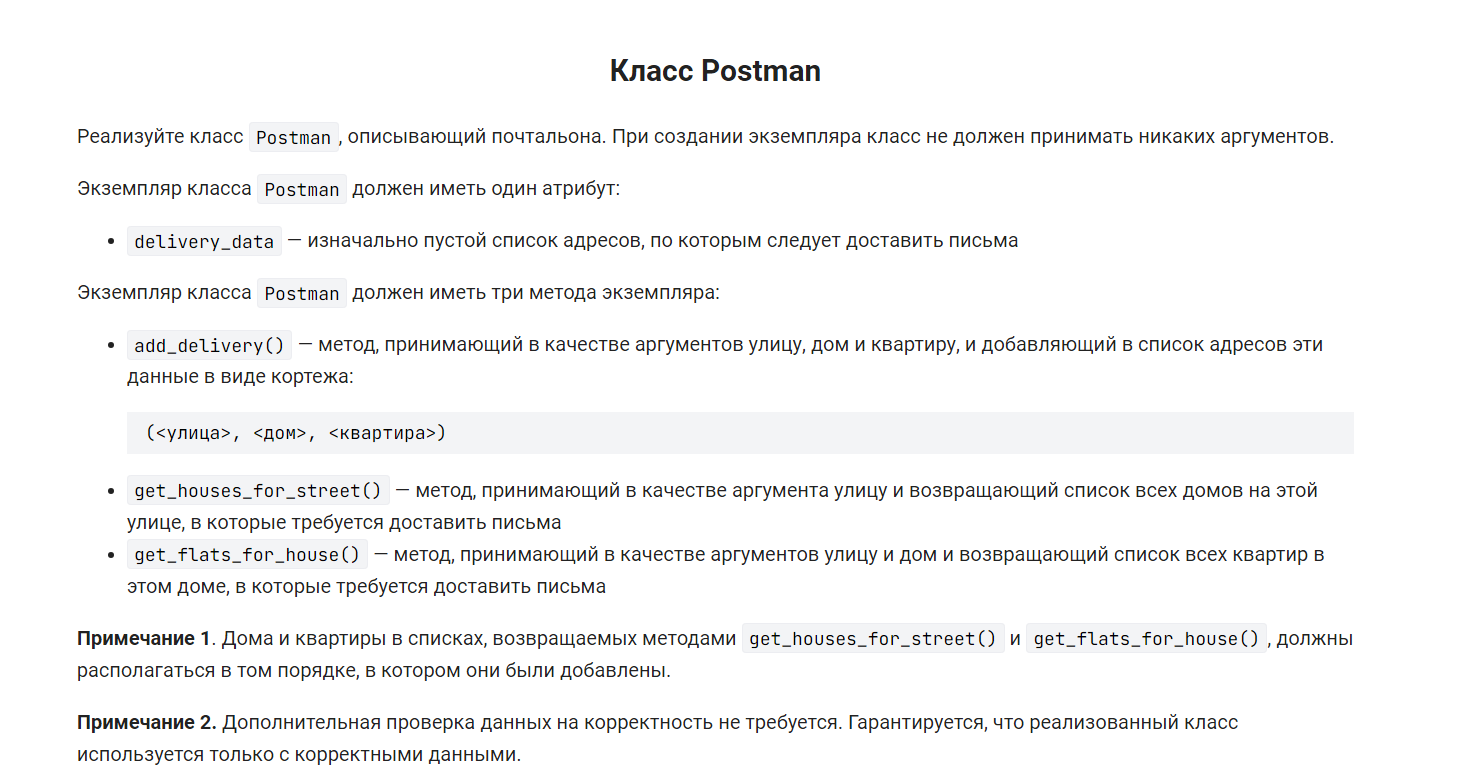 Класс Postman
Реализуйте класс Postman, описывающий почтальона. При создании экземпляра класс не должен принимать никаких аргументов.
Экземпляр класса Postman должен иметь один атрибут:
• delivery_data — изначально пустой список адресов, по которым следует доставить письма
Экземпляр класса Postman должен иметь три метода экземпляра:
• add_delivery() — метод, принимающий в качестве аргументов улицу, дом и квартиру, и добавляющий в список адресов эти
данные в виде кортежа:
(<улица>, <дом>, <квартира>)
• get_houses_for_street() — метод, принимающий в качестве аргумента улицу и возвращающий список всех домов на этой
улице, в которые требуется доставить письма
• get_flats_for_house() — метод, принимающий в качестве аргументов улицу и дом и возвращающий список всех квартир в
этом доме, в которые требуется доставить письма
Примечание 1. Дома и квартиры в списках, возвращаемых методами get_houses_for_street() и get_flats_for_house(), должны
располагаться в том порядке, в котором они были добавлены.
Примечание 2. Дополнительная проверка данных на корректность не требуется. Гарантируется, что реализованный класс
используется только с корректными данными.